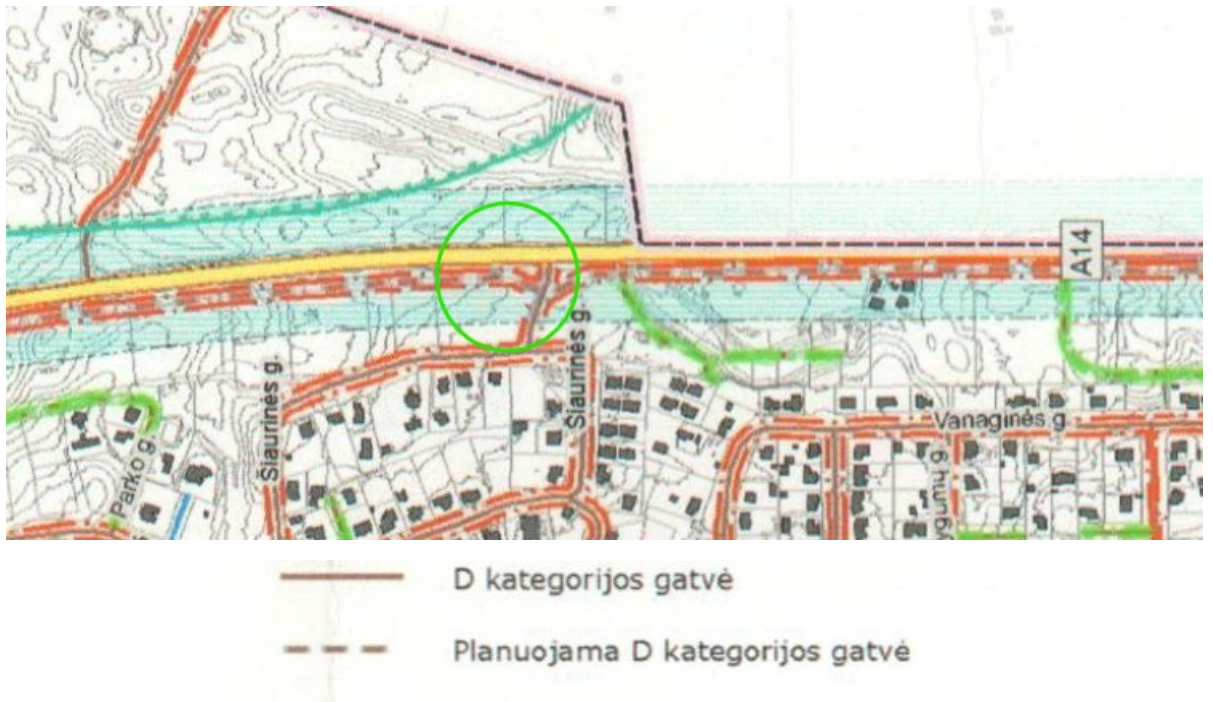 A14
Šiaurinės g.
Šiaurinės g.
Vanaginės g.
Parko g.
D kategorijos gatvė
Planuojama D kategorijos gatvė